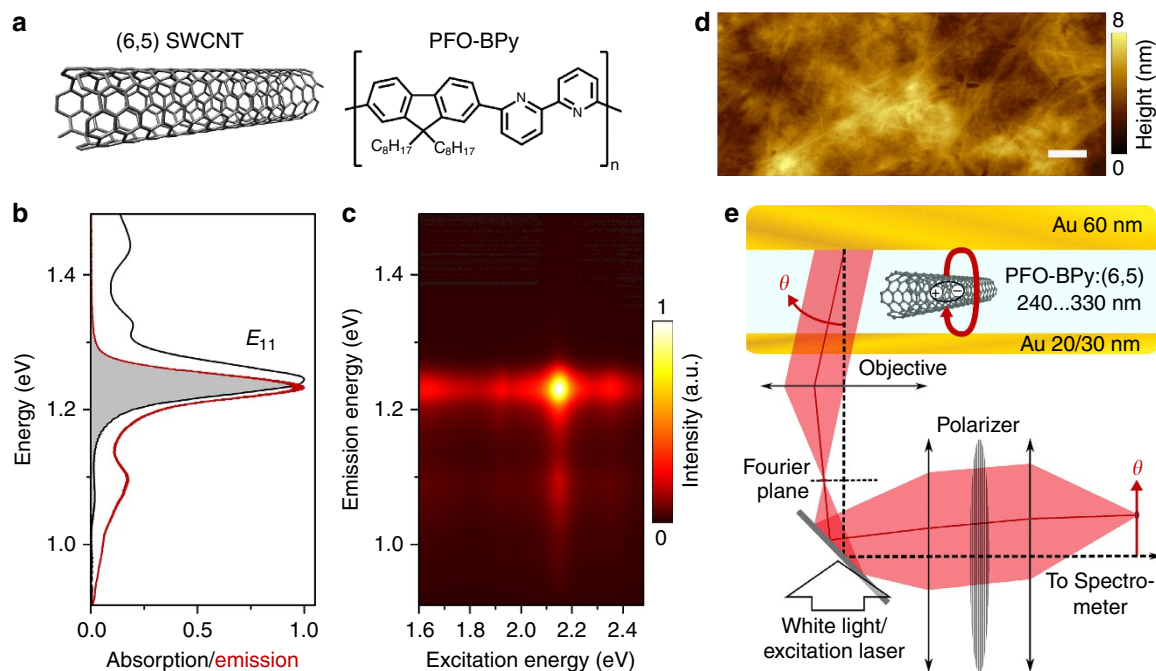 a
(6,5) SWCNT
PFO-BPy
N
N
C8H17
C8H17
n
b
1.4
1.2
1.0
Energy (eV)
E11
0.0
0.5
1.0
Absorption/emission
c
1.4
1.2
1.0
Emission energy (eV)
1.6
1.8
2.0
2.2
2.4
Excitation energy (eV)
1
0
Intensity (a.u.)
d
8
0
Height (nm)
e
Au 60 nm
θ
+
−
PFO-BPy:(6,5)
240...330 nm
Au 20/30 nm
Objective
Polarizer
Fourier
plane
θ
To Spectro-
meter
White light/
excitation laser